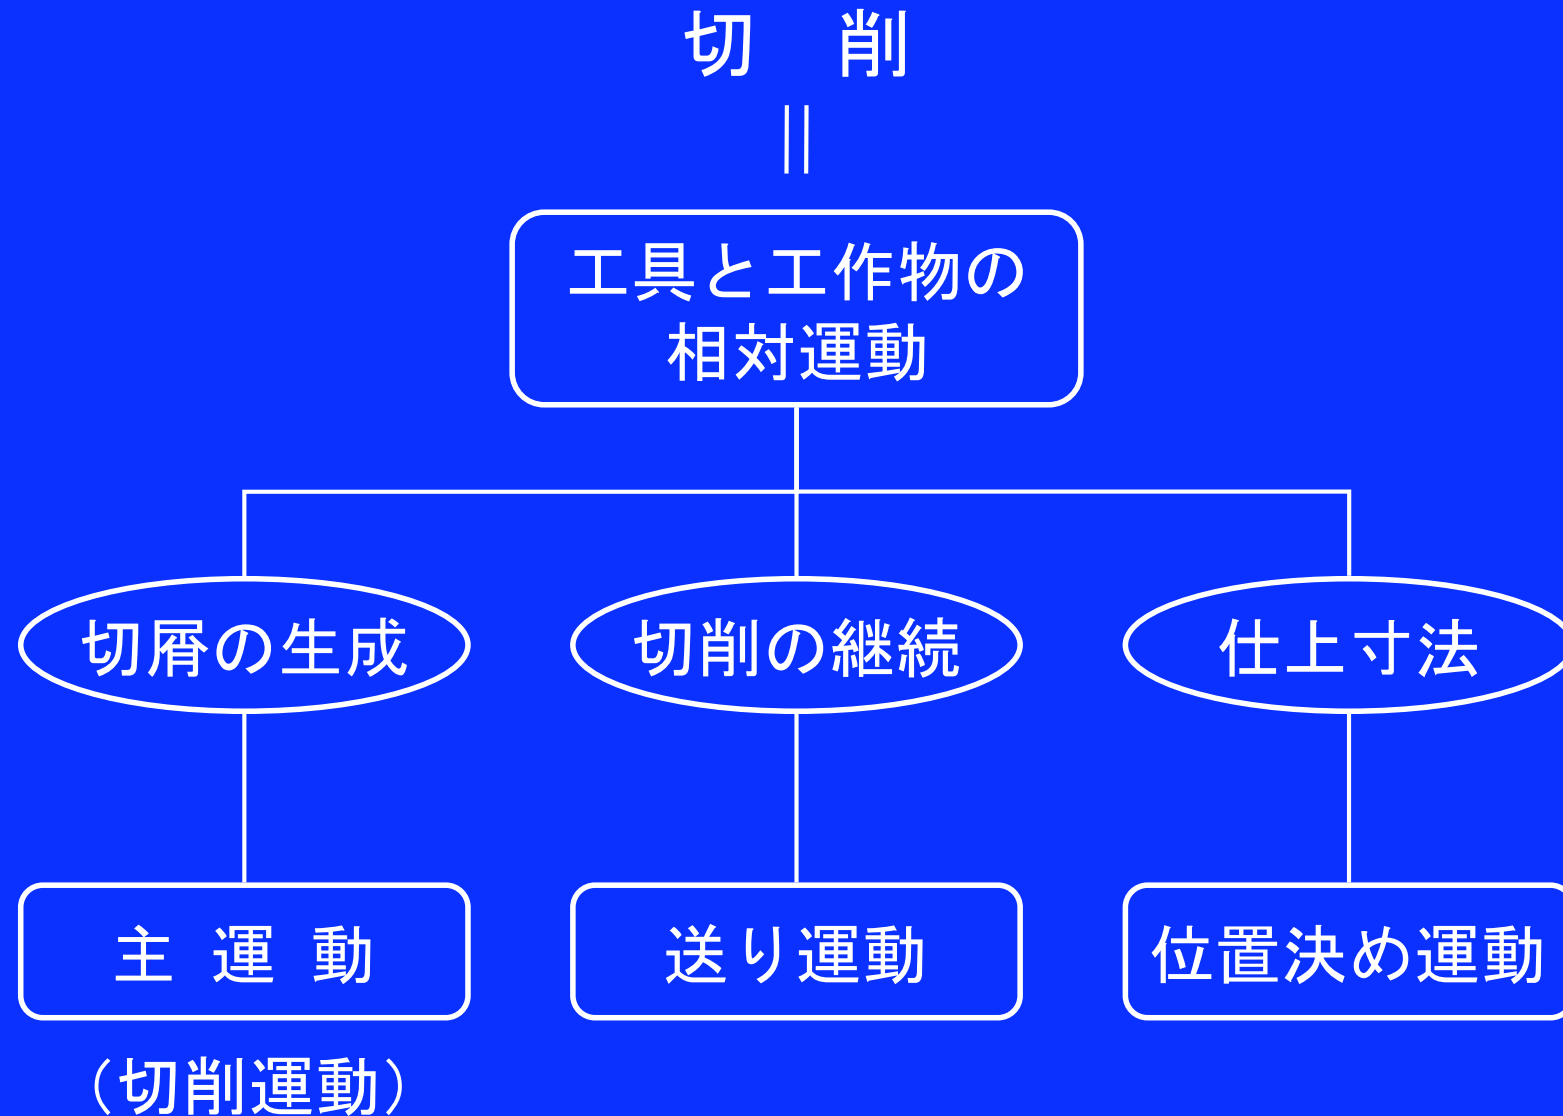 切　削
工具と工作物の
相対運動
切屑の生成
切削の継続
仕上寸法
主 運 動
送り運動
位置決め運動
（切削運動）